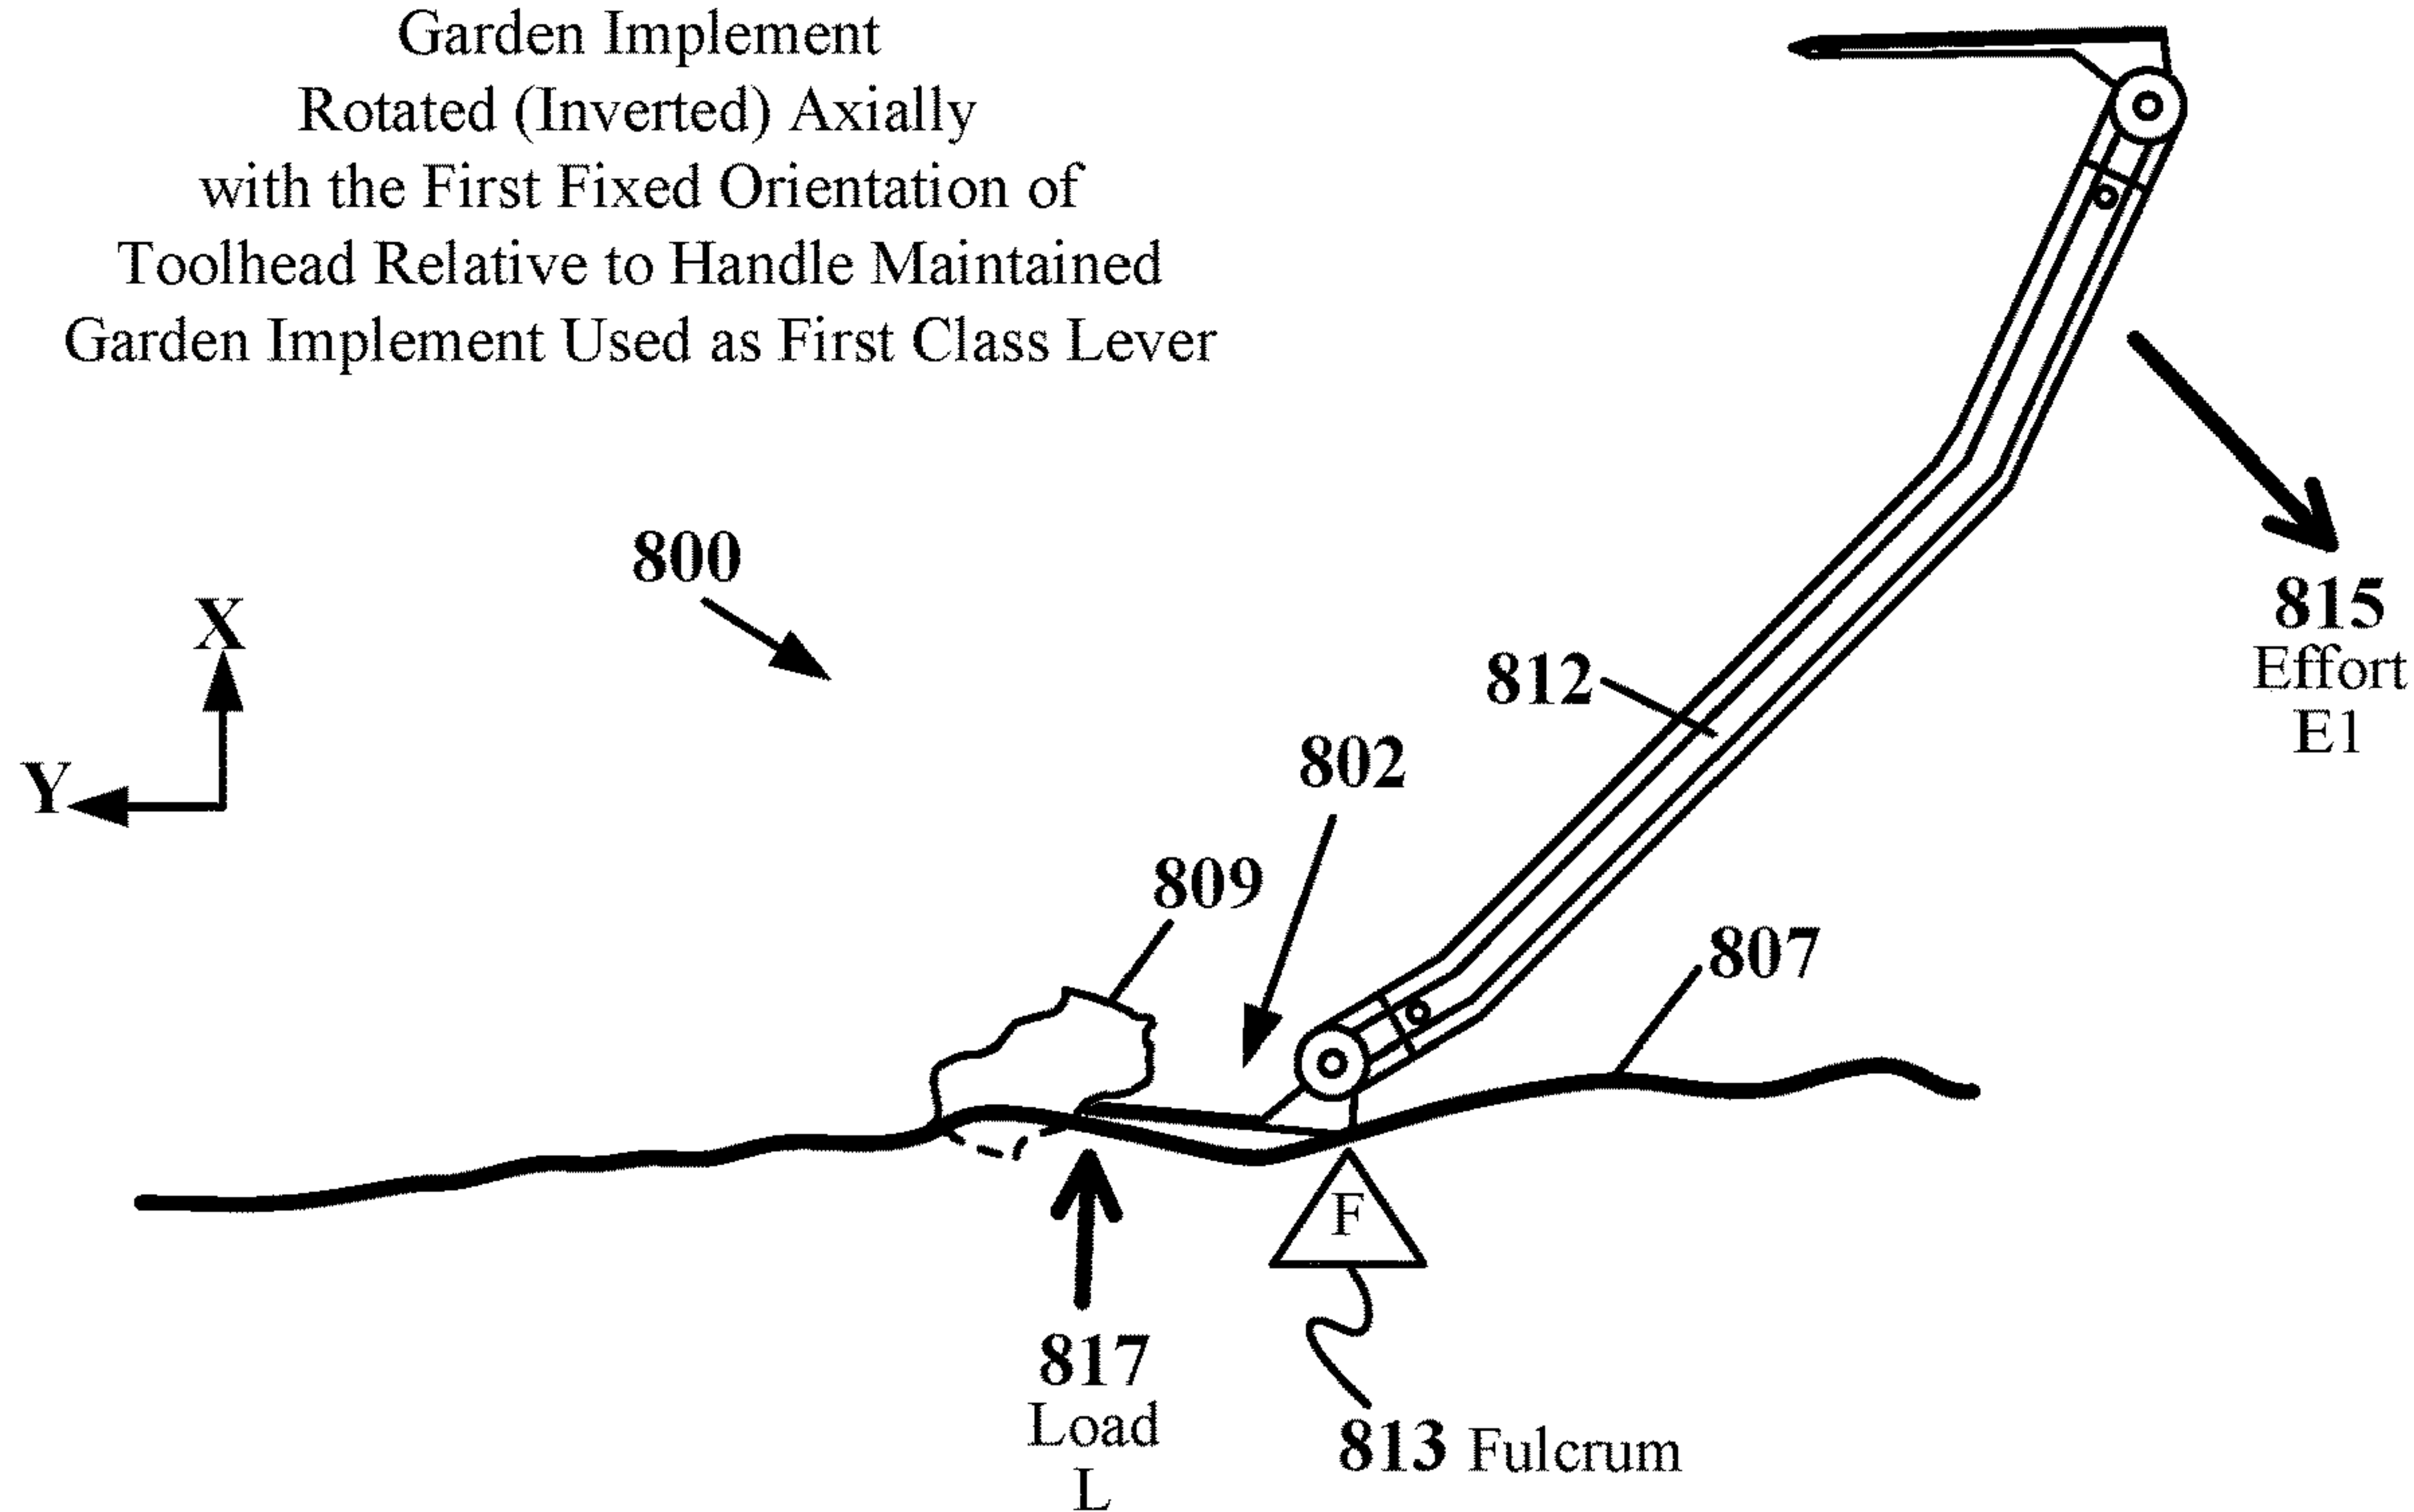 Garden Implement
Rotated (Inverted) Axially
with the First Fixed Orientation of
Toolhead Relative to Handle Maintained
Garden Implement Used as First Class Lever
800
X
Y
815
Effort
E1
812
802
809
807
F
817
Load
L
813 Fulcrum